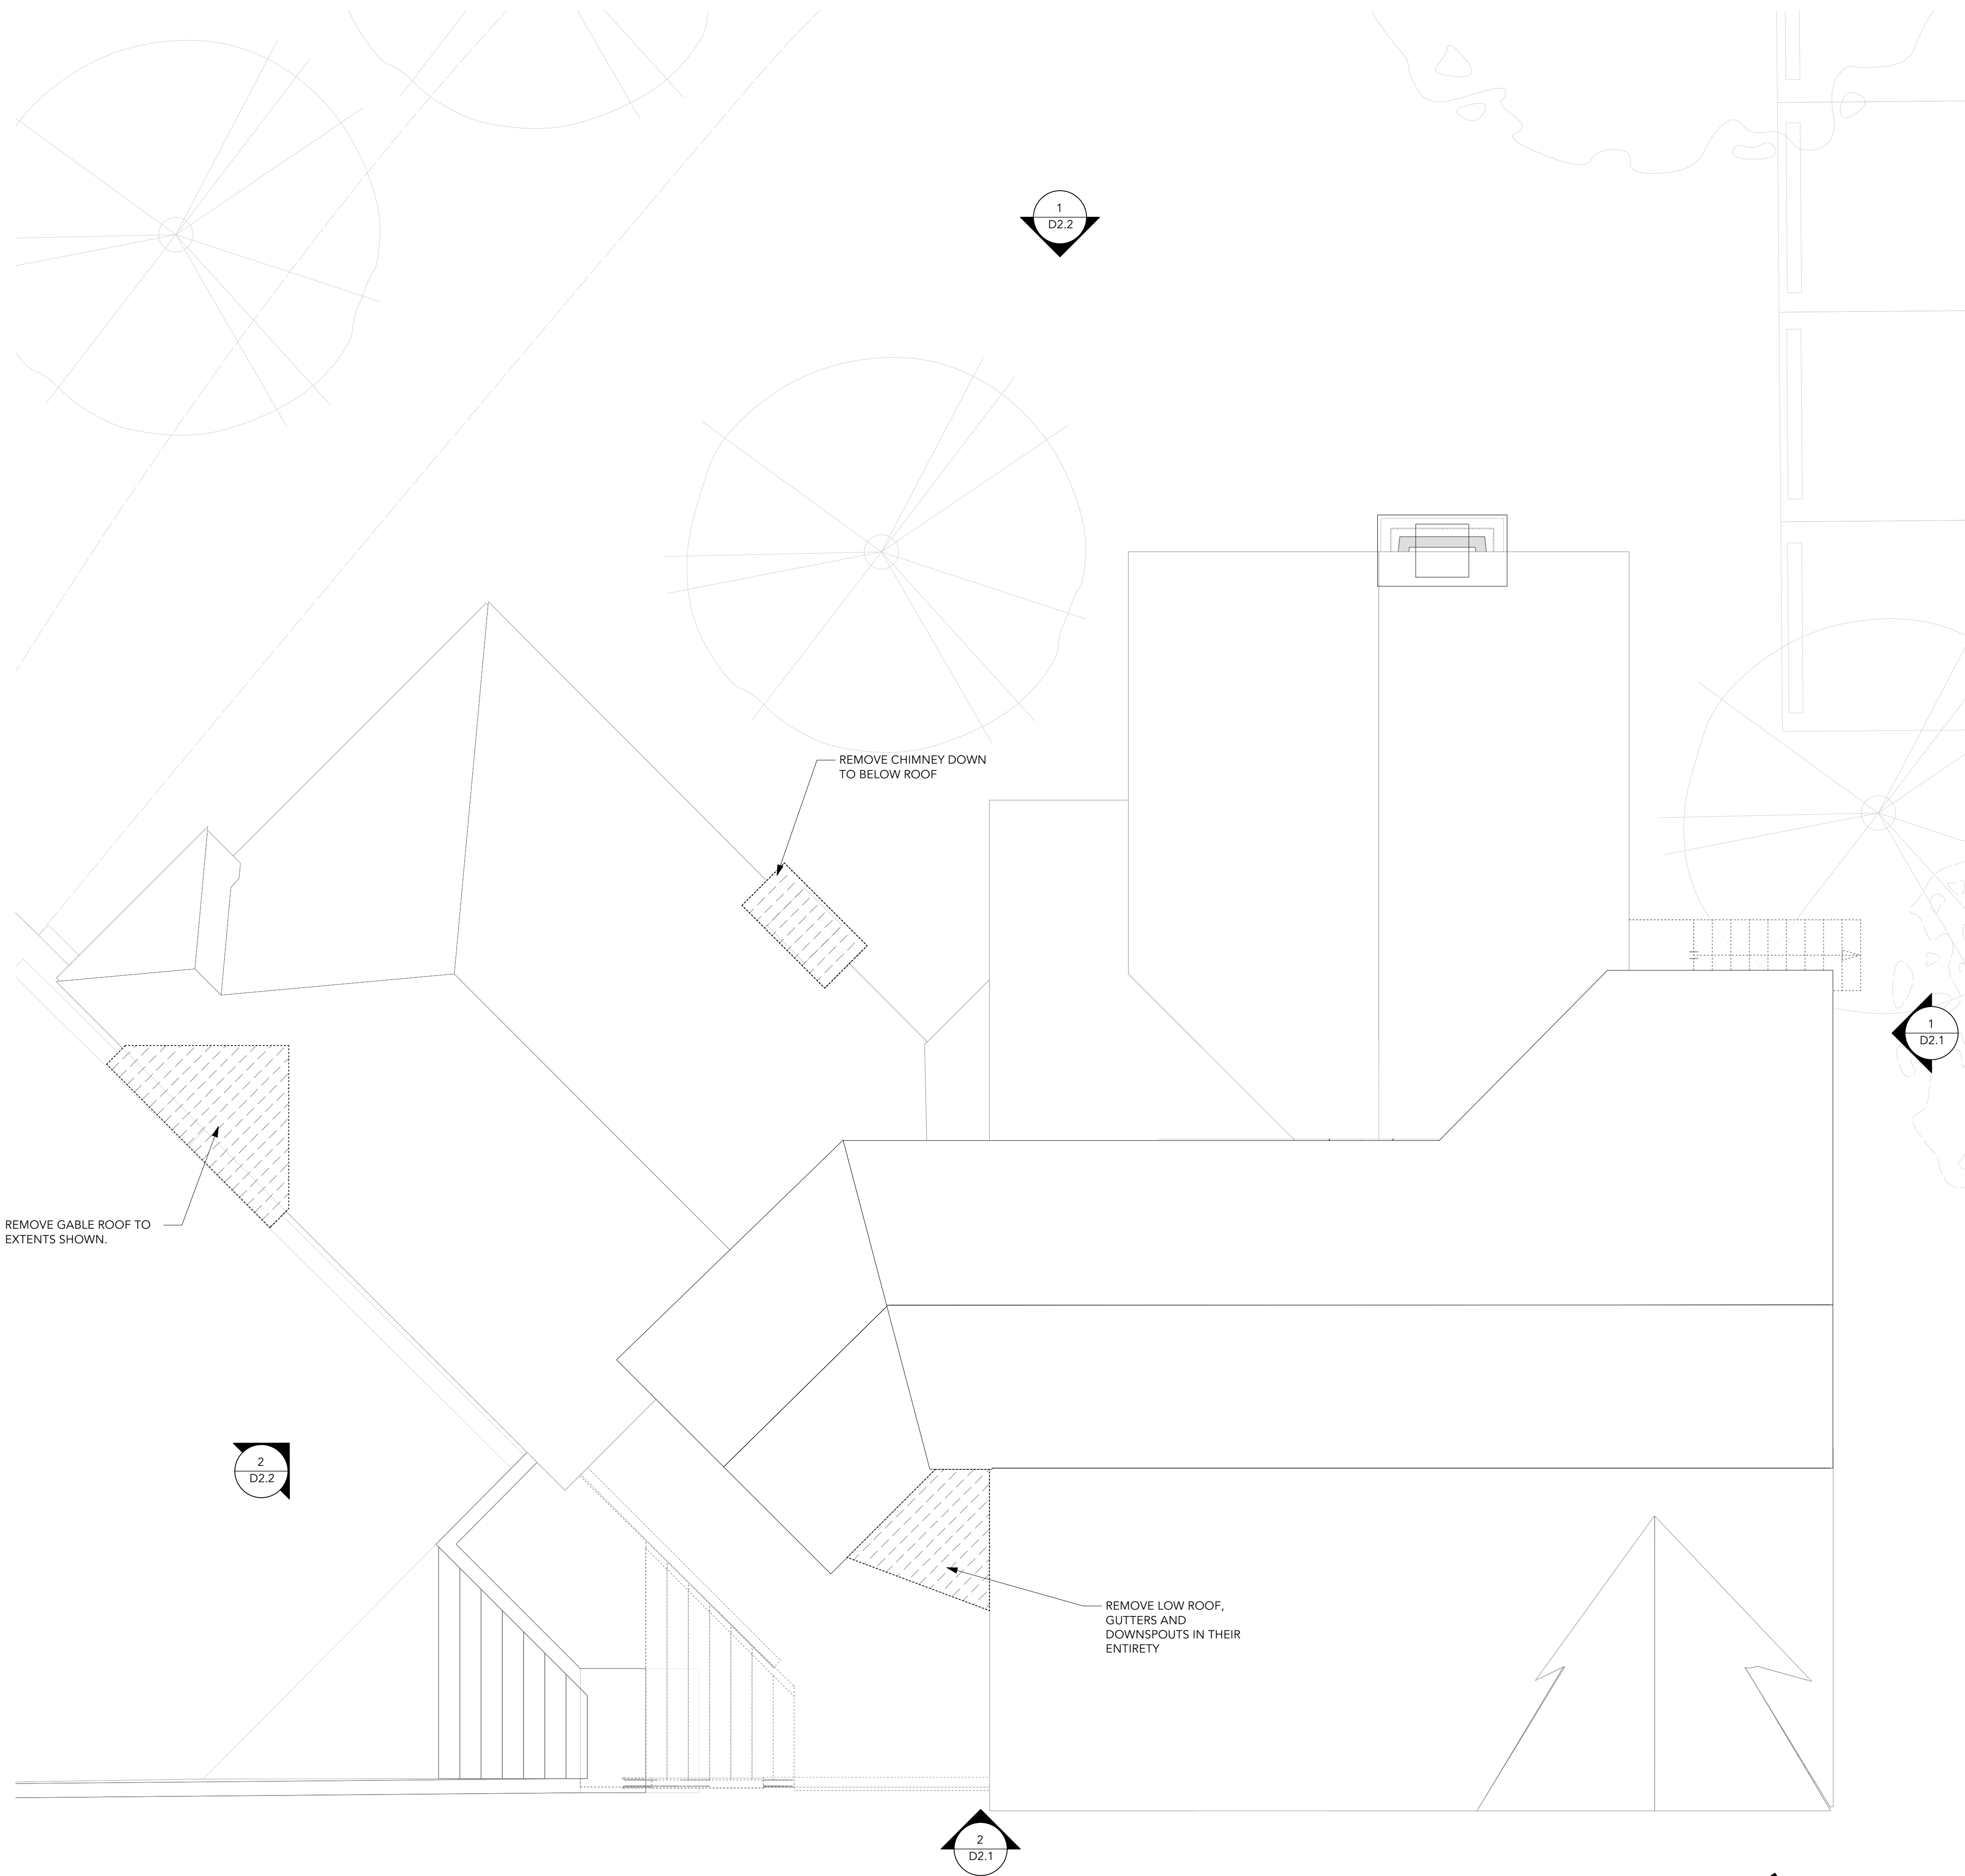 1
D2.2
REMOVE CHIMNEY DOWN
TO BELOW ROOF
1
D2.1
REMOVE GABLE ROOF TO
EXTENTS SHOWN.
2
D2.2
REMOVE LOW ROOF,
GUTTERS AND
DOWNSPOUTS IN THEIR
ENTIRETY
2
D2.1